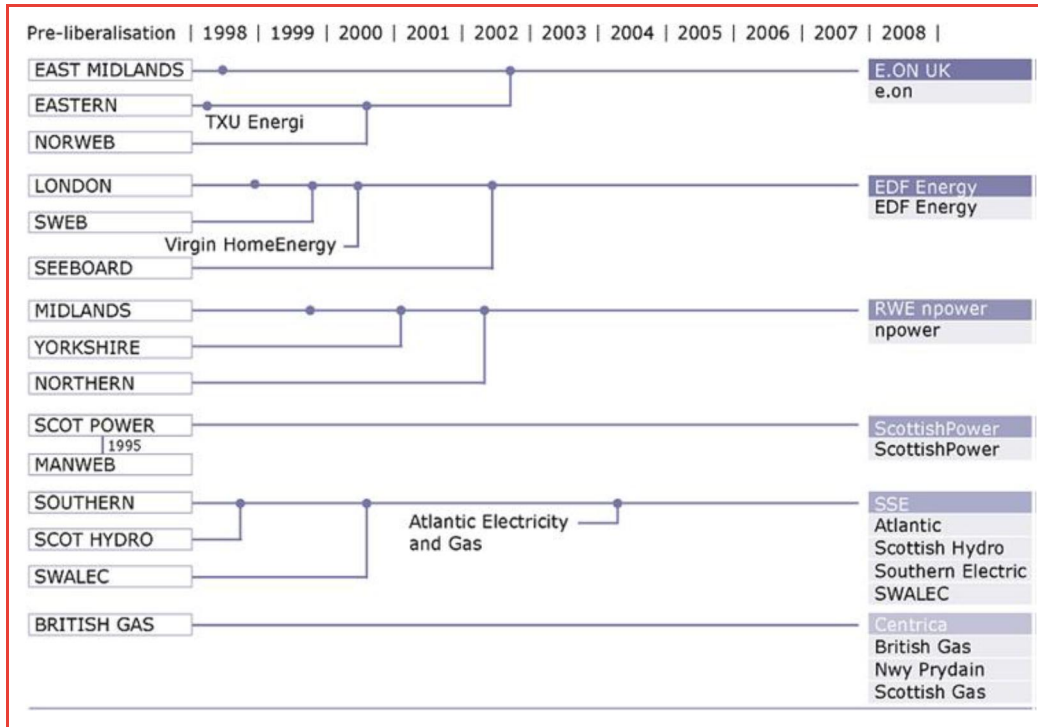 Pre-liberalisation | 1998 | 1999 | 2000 | 2001 | 2002 | 2003 | 2004 | 2005 | 2006 | 2007 | 2008 |
EAST MIDLANDS
E.ON UK
e.on
EASTERN
TXU Energi
NORWEB
LONDON
EDF Energy
EDF Energy
SWEB
Virgin HomeEnergy
SEEBOARD
MIDLANDS
RWE npower
npower
YORKSHIRE
NORTHERN
SCOT POWER
ScottishPower
ScottishPower
1995
MANWEB
SOUTHERN
SSE
Atlantic Electricity
and Gas
Atlantic
SCOT HYDRO
Scottish Hydro
Southern Electric
SWALEC
SWALEC
BRITISH GAS
Centrica
British Gas
Nwy Prydain
Scottish Gas